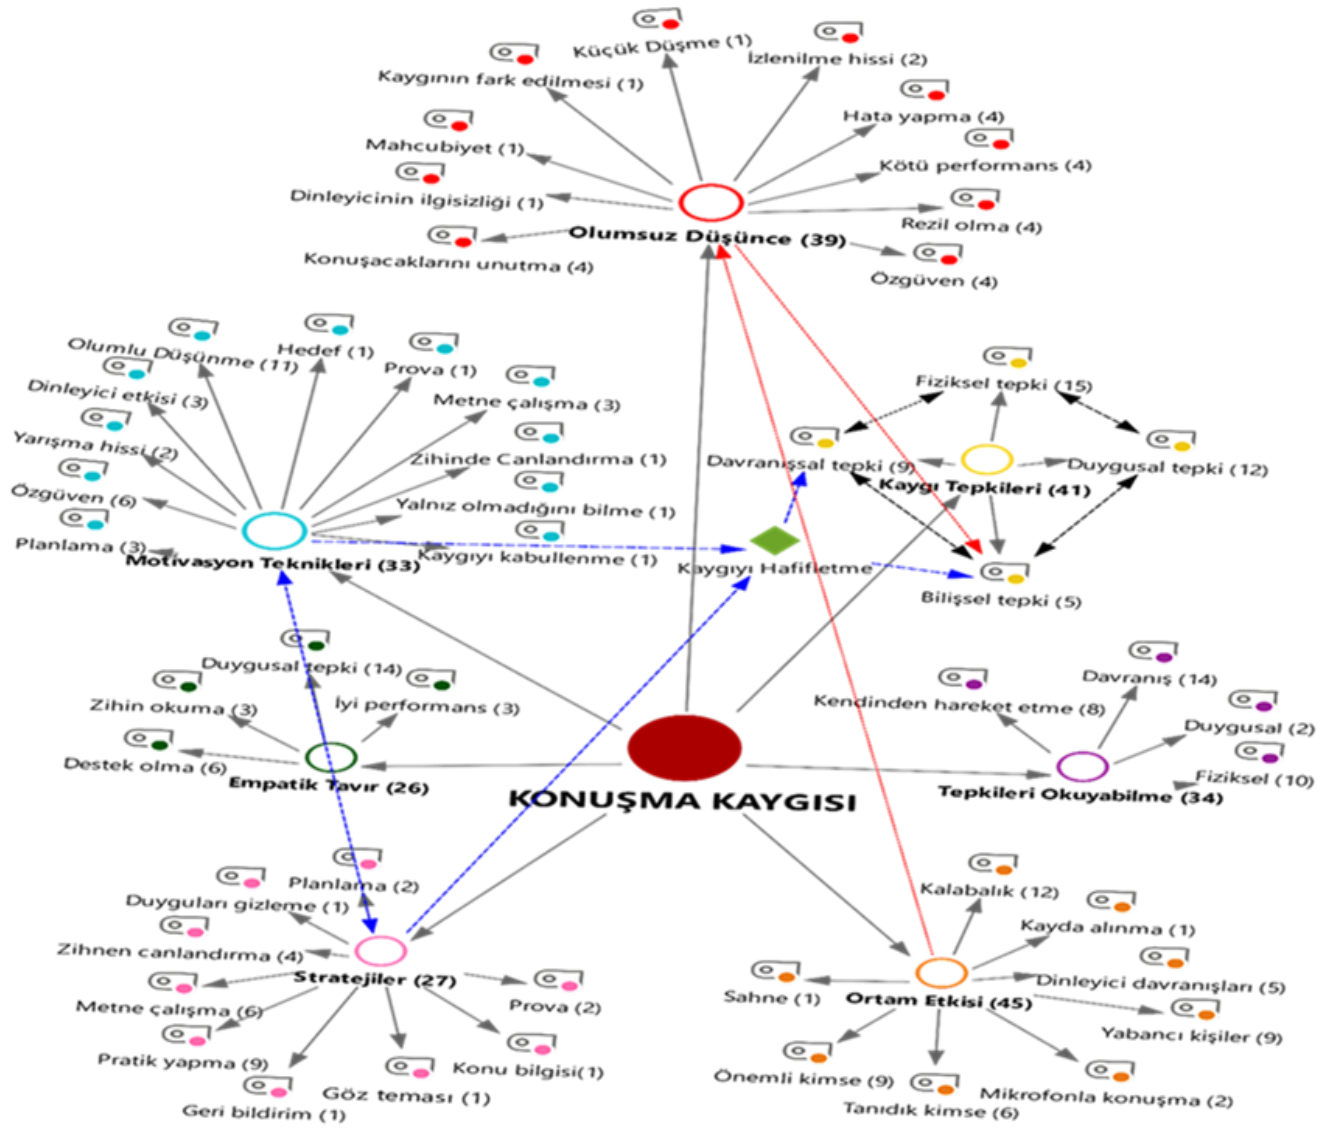 Küçük Düşme (1)
İzlenilme hissi (2)
Kaygının fark edilmesi (1)
Hata yapma (4)
Mahcubiyet (1)
Kötü performans (4)
Dinleyicinin ilgisizliği (1)
Rezil olma (4)
Olumsuz Düşünce (39)
Konuşacaklarını unutma (4)
Özgüven (4)
Olumlu Düşünme (11)
Hedef (1)
Prova (1)
Dinleyici etkisi (3)
Metne çalışma (3)
Yarışma hissi (2)
Zihinde Canlandırma (1)
Özgüven (6)
Yalnız olmadığını bilme (1)
Planlama (3)
Kaygıyı kabullenme (1)
Motivasyon Teknikleri (33)
Fiziksel tepki (15)
Davranışsal tepki (9)
Duygusal tepki (12)
Kaygı Tepkileri (41)
Kaygıyı Hafifletme
Bilişsel tepki (5)
Duygusal tepki (14)
Zihin okuma (3)
İyi performans (3)
Destek olma (6)
Empatik Tavır (26)
KONUŞMA KAYGISI
Davranış (14)
Kendinden hareket etme (8)
Duygusal (2)
Fiziksel (10)
Tepkileri Okuyabilme (34)
Planlama (2)
Duyguları gizleme (1)
Zihnen canlandırma (4)
Stratejiler (27)
Metne çalışma (6)
Prova (2)
Pratik yapma (9)
Konu bilgisi(1)
Göz teması (1)
Geri bildirim (1)
Kalabalık (12)
Kayda alınma (1)
Dinleyici davranışları (5)
Sahne (1)
Ortam Etkisi (45)
Yabancı kişiler (9)
Önemli kimse (9)
Mikrofonla konuşma (2)
Tanıdık kimse (6)